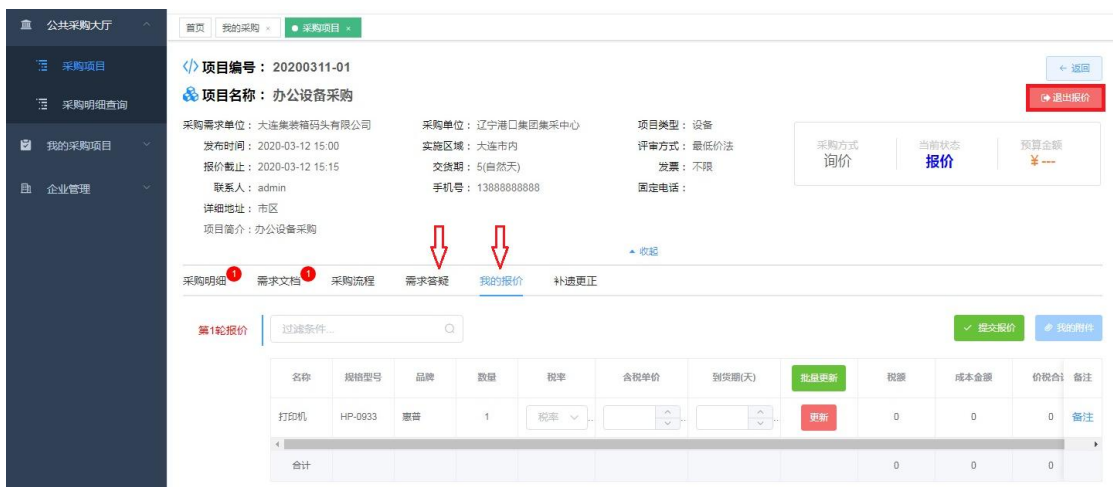 公共采购大厅
采购项目
采购明细查询
我的采购项目
企业管理
首页 我的采购 × 采购项目 ×
项目编号： 20200311-01
返回
项目名称： 办公设备采购
退出报价
采购需求单位： 大连集装箱码头有限公司 采购单位： 辽宁港口集团集采中心 项目类型： 设备
发布时间： 2020-03-12 15:00 实施区域： 大连市内 评审方式： 最低价法
报价截止： 2020-03-12 15:15 交货期： 5(自然天) 发票： 不限
联系人： admin 手机号： 13888888888 固定电话：
详细地址： 市区
项目简介：办公设备采购
采购方式 当前状态 预算金额
询价 报价 ¥ ---
收起
采购明细 1 需求文档 1 采购流程 需求答疑 我的报价 补遗更正
第1轮报价 过滤条件... 提交报价 我的附件
名称 规格型号 品牌 数量 税率 含税单价 到货期(天) 批量更新 税额 成本金额 价税合计 备注
打印机 HP-0933 惠普 1 税率 更新 0 0 0 备注
合计 0 0 0